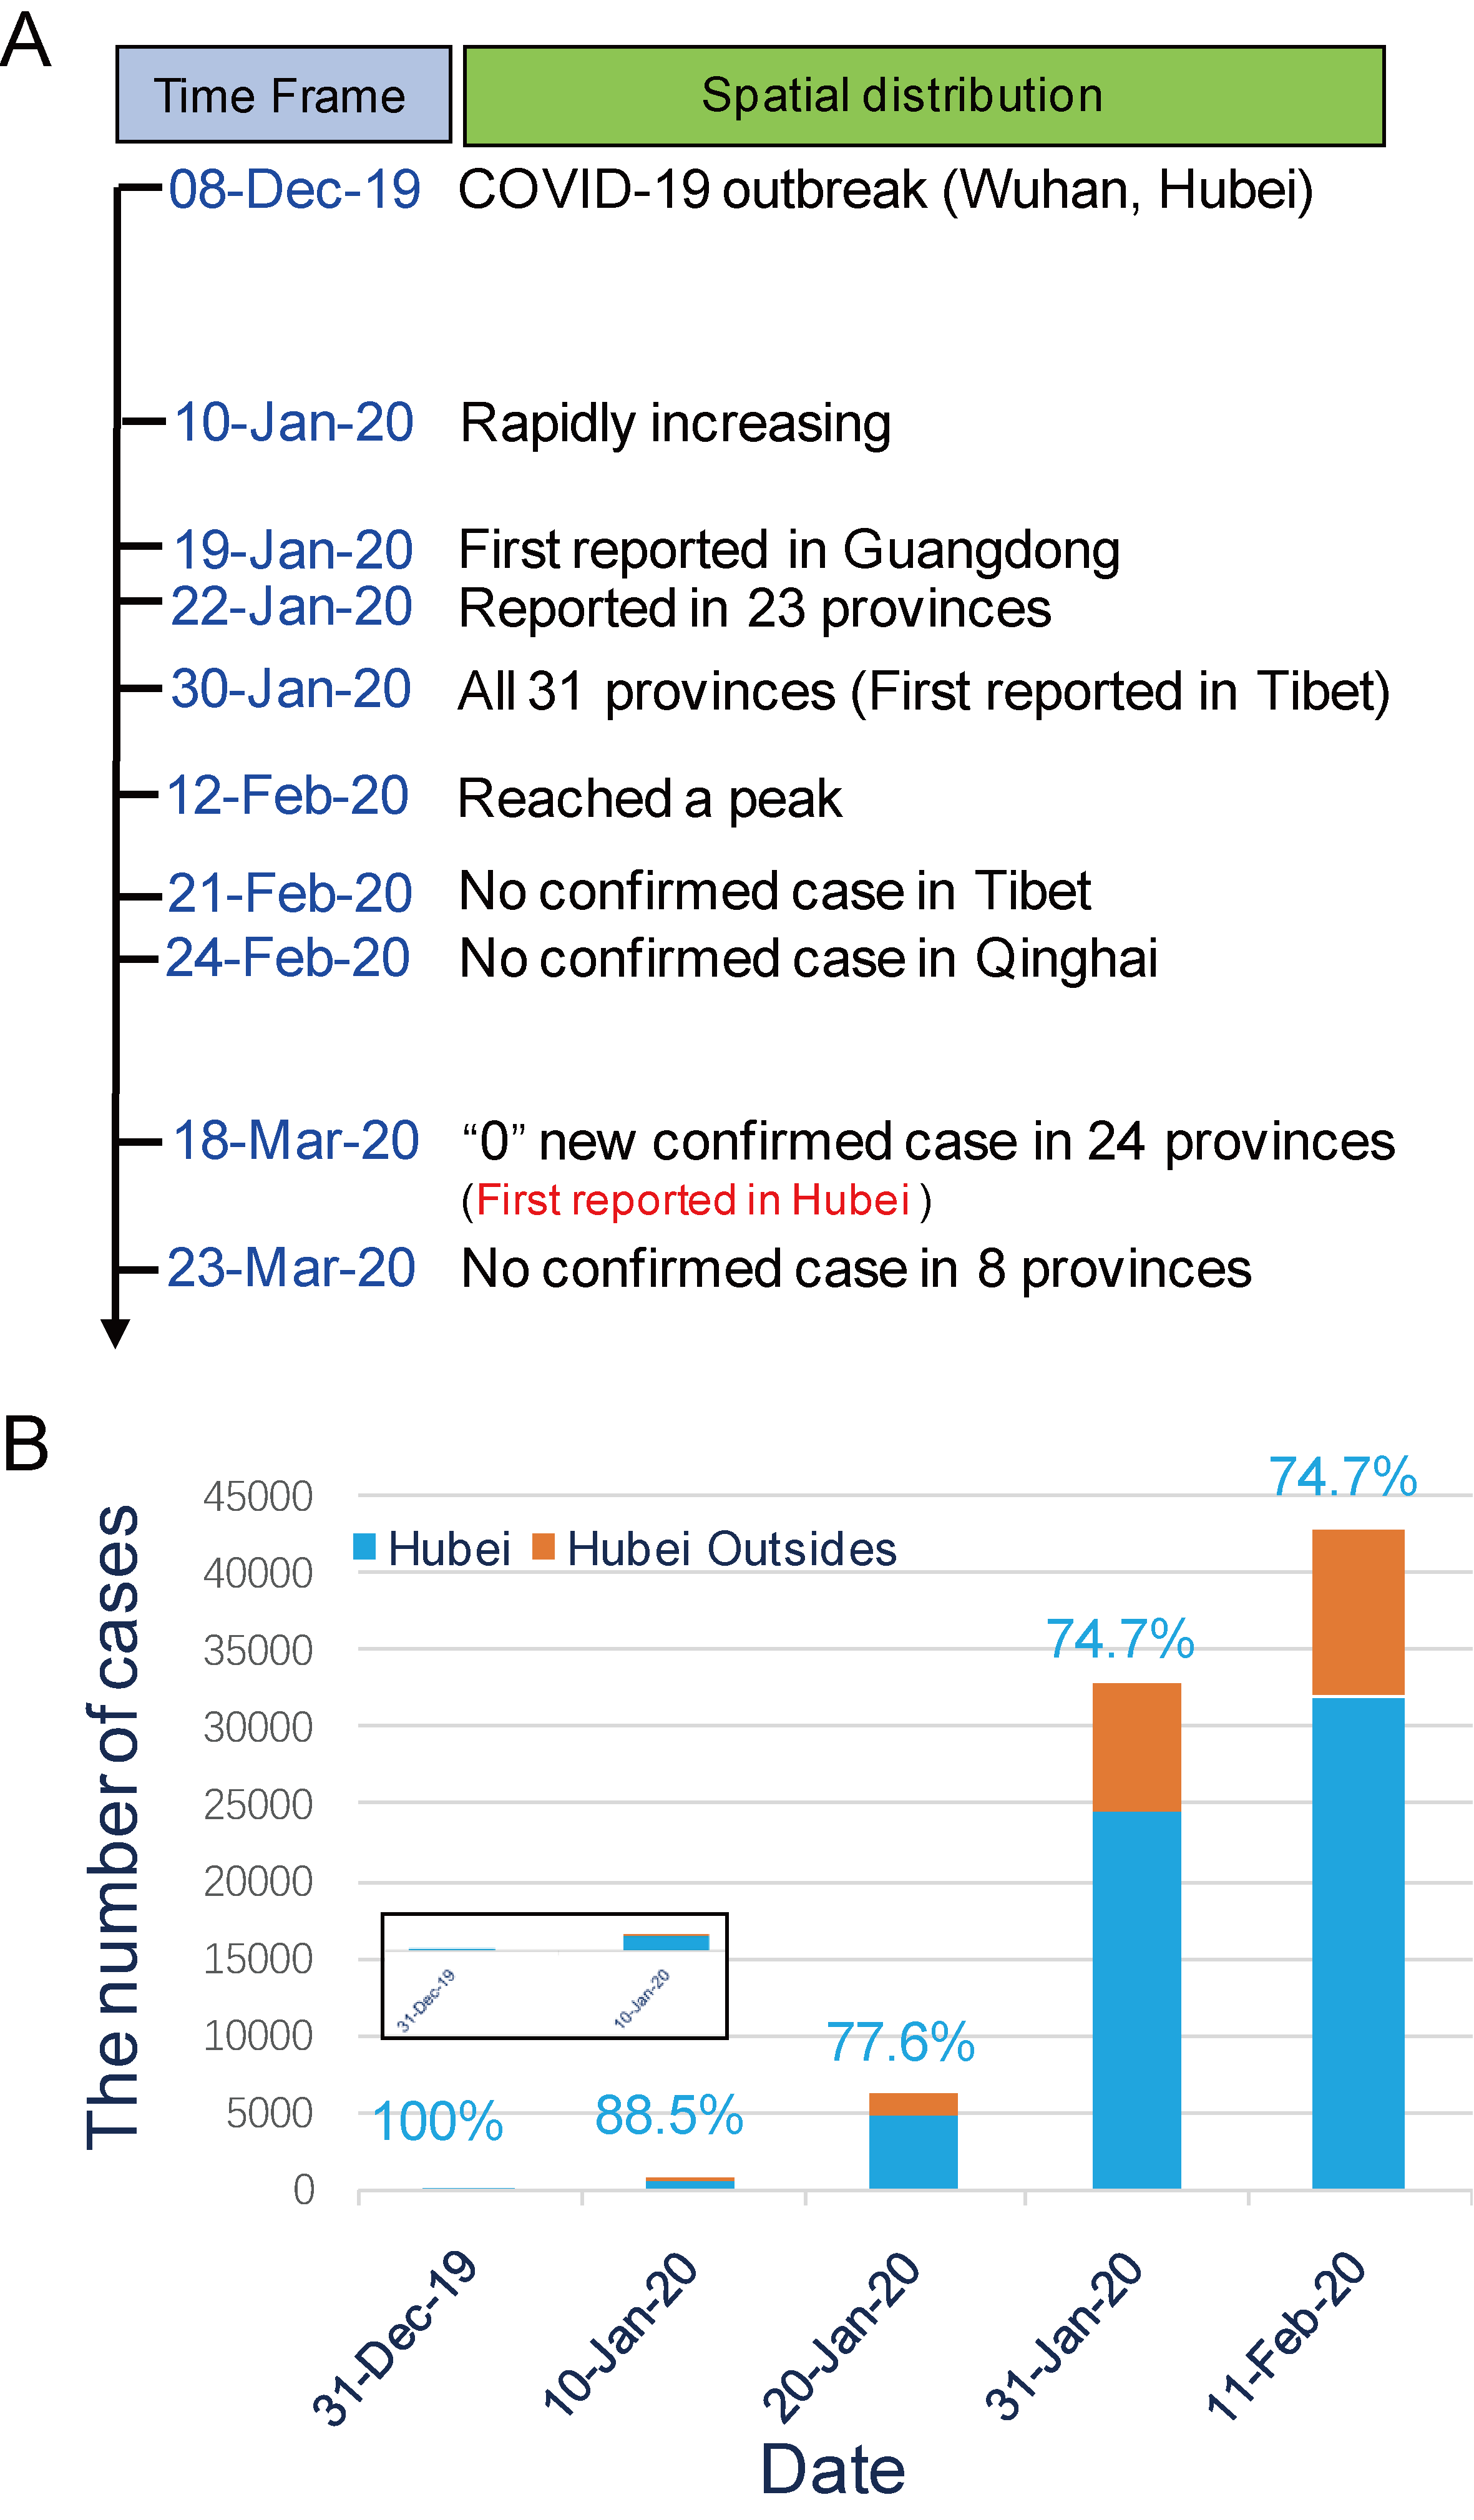 A
Time Frame Spatial distribution
08-Dec-19 COVID-19 outbreak (Wuhan, Hubei)
10-Jan-20 Rapidly increasing
19-Jan-20 First reported in Guangdong
22-Jan-20 Reported in 23 provinces
30-Jan-20 All 31 provinces (First reported in Tibet)
12-Feb-20 Reached a peak
21-Feb-20 No confirmed case in Tibet
24-Feb-20 No confirmed case in Qinghai
18-Mar-20 “0” new confirmed case in 24 provinces
(First reported in Hubei )
23-Mar-20 No confirmed case in 8 provinces
B
The number of cases
45000
40000
35000
30000
25000
20000
15000
10000
5000
0
Hubei Hubei Outsides
100%
88.5%
77.6%
74.7%
74.7%
31-Dec-19
10-Jan-20
31-Dec-19
10-Jan-20
20-Jan-20
31-Jan-20
11-Feb-20
Date